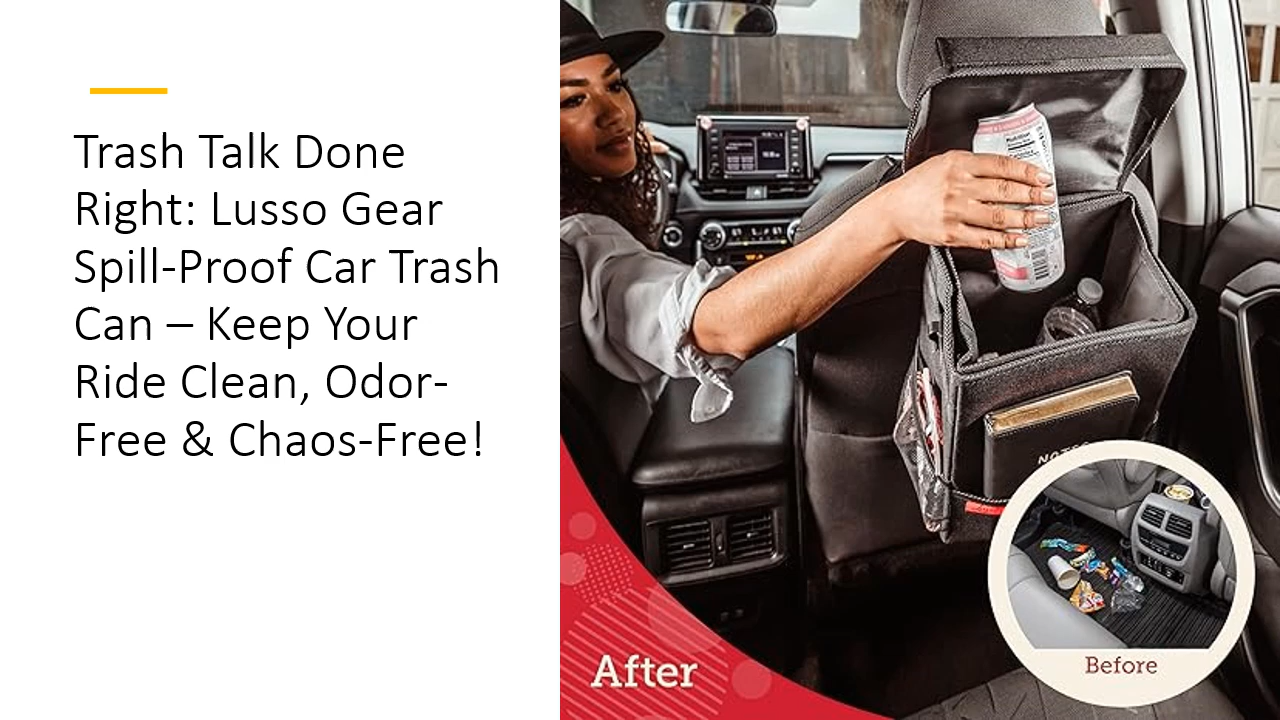 Trash Talk Done
Right: Lusso Gear
Spill-Proof Car Trash
Can – Keep Your
Ride Clean, Odor-
Free & Chaos-Free!
After
Before